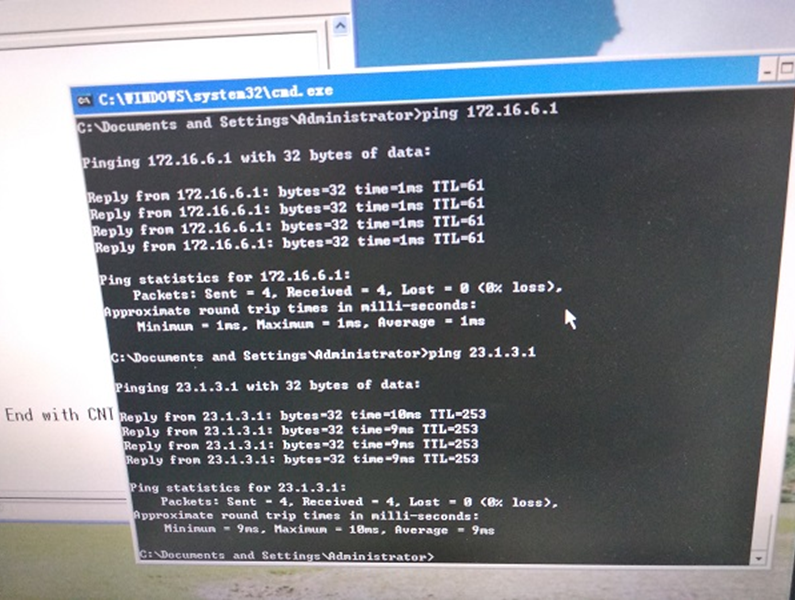 C:\WINDOWS\system32\cmd.exe
C:\Documents and Settings\Administrator>ping 172.16.6.1
Pinging 172.16.6.1 with 32 bytes of data:
Reply from 172.16.6.1: bytes=32 time=1ms TTL=61
Reply from 172.16.6.1: bytes=32 time=1ms TTL=61
Reply from 172.16.6.1: bytes=32 time=1ms TTL=61
Reply from 172.16.6.1: bytes=32 time=1ms TTL=61
Ping statistics for 172.16.6.1:
Packets: Sent = 4, Received = 4, Lost = 0 (0% loss),
Approximate round trip times in milli-seconds:
Minimum = 1ms, Maximum = 1ms, Average = 1ms
C:\Documents and Settings\Administrator>ping 23.1.3.1
Pinging 23.1.3.1 with 32 bytes of data:
End with CNT
Reply from 23.1.3.1: bytes=32 time=10ms TTL=253
Reply from 23.1.3.1: bytes=32 time=9ms TTL=253
Reply from 23.1.3.1: bytes=32 time=9ms TTL=253
Reply from 23.1.3.1: bytes=32 time=9ms TTL=253
Ping statistics for 23.1.3.1:
Packets: Sent = 4, Received = 4, Lost = 0 (0% loss),
Approximate round trip times in milli-seconds:
Minimum = 9ms, Maximum = 10ms, Average = 9ms
C:\Documents and Settings\Administrator>